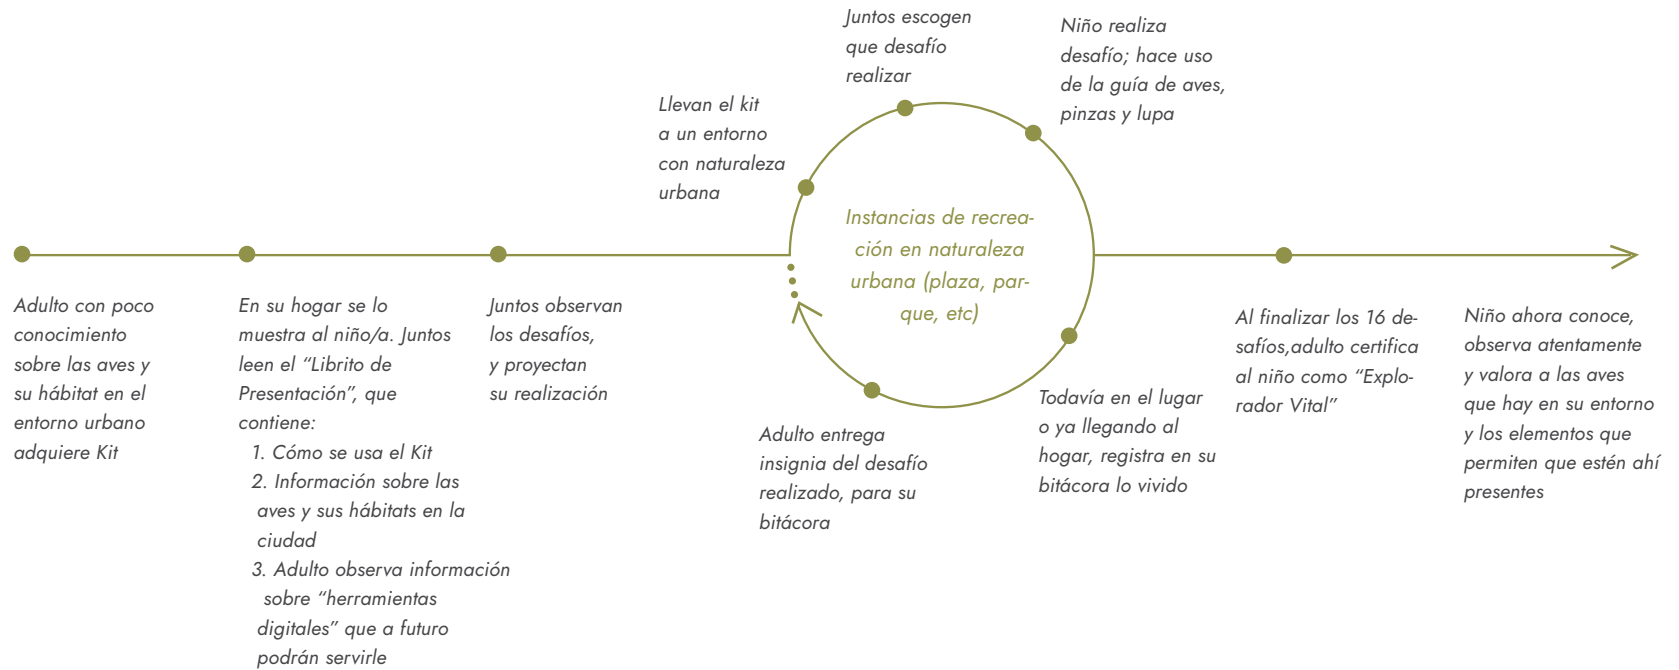 Adulto con poco
conocimiento
sobre las aves y
su hábitat en el
entorno urbano
adquiere Kit
En su hogar se lo
muestra al niño/a. Juntos
leen el “Librito de
Presentación”, que
contiene:
1. Cómo se usa el Kit
2. Información sobre las
aves y sus hábitats en la
ciudad
3. Adulto observa información
sobre “herramientas
digitales” que a futuro
podrán servirle
Juntos observan
los desafíos,
y proyectan
su realización
Llevan el kit
a un entorno
con naturaleza
urbana
Juntos escogen
que desafío
realizar
Niño realiza
desafío; hace uso
de la guía de aves,
pinzas y lupa
Instancias de recrea-
ción en naturaleza
urbana (plaza, par-
que, etc)
Todavía en el lugar
o ya llegando al
hogar, registra en su
bitácora lo vivido
Adulto entrega
insignia del desafío
realizado, para su
bitácora
Al finalizar los 16 de-
safíos,adulto certifica
al niño como “Explo-
rador Vital”
Niño ahora conoce,
observa atentamente
y valora a las aves
que hay en su entorno
y los elementos que
permiten que estén ahí
presentes